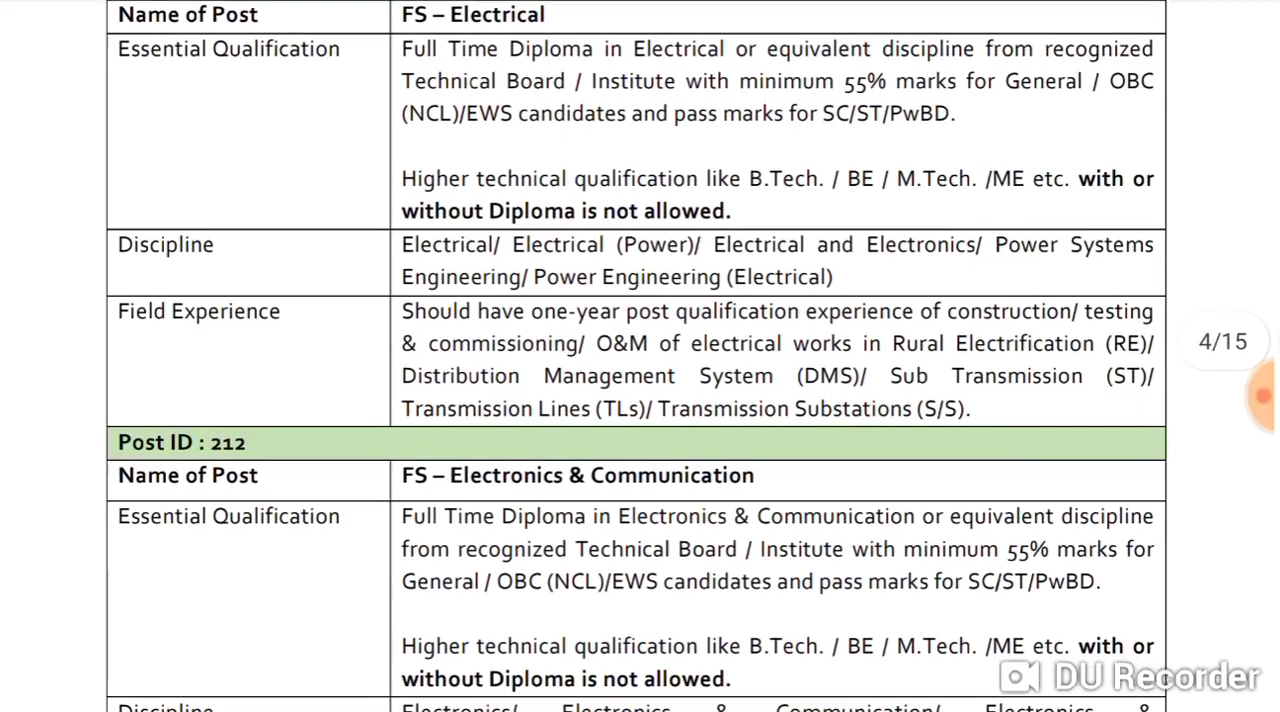 Name of Post FS – Electrical
Essential Qualification Full Time Diploma in Electrical or equivalent discipline from recognized
Technical Board / Institute with minimum 55% marks for General / OBC
(NCL)/EWS candidates and pass marks for SC/ST/PwBD.
Higher technical qualification like B.Tech. / BE / M.Tech. /ME etc. with or
without Diploma is not allowed.
Discipline Electrical/ Electrical (Power)/ Electrical and Electronics/ Power Systems
Engineering/ Power Engineering (Electrical)
Field Experience Should have one-year post qualification experience of construction/ testing
& commissioning/ O&M of electrical works in Rural Electrification (RE)/
4/15
Distribution Management System (DMS)/ Sub Transmission (ST)/
Transmission Lines (TLs)/ Transmission Substations (S/S).
Post ID : 212
Name of Post FS – Electronics & Communication
Essential Qualification Full Time Diploma in Electronics & Communication or equivalent discipline
from recognized Technical Board / Institute with minimum 55% marks for
General / OBC (NCL)/EWS candidates and pass marks for SC/ST/PwBD.
Higher technical qualification like B.Tech. / BE / M.Tech. /ME etc. with or
without Diploma is not allowed.
DU Recorder
Discipline Electronics/ Electronics & Communication/ Electronics &